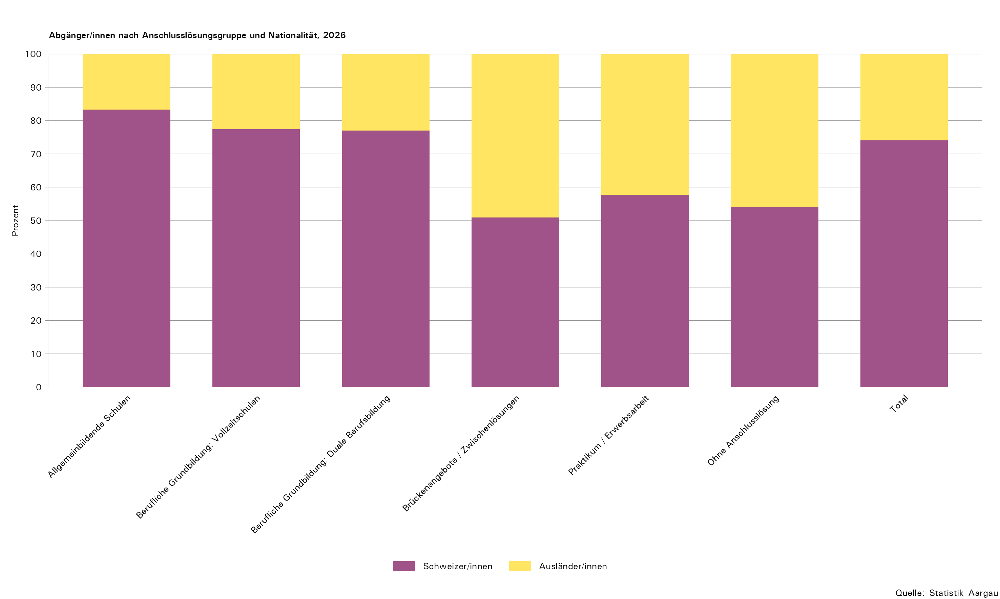 Abgänger/innen nach Anschlusslösungsgruppe und Nationalität, 2026
100
90
80
70
60
50
40
30
20
10
0
Prozent
Allgemeinbildende Schulen
Berufliche Grundbildung: Vollzeitschulen
Berufliche Grundbildung: Duale Berufsbildung
Brückenangebote / Zwischenlösungen
Praktikum / Erwerbsarbeit
Ohne Anschlusslösung
Total
Schweizer/innen
Ausländer/innen
Quelle: Statistik Aargau